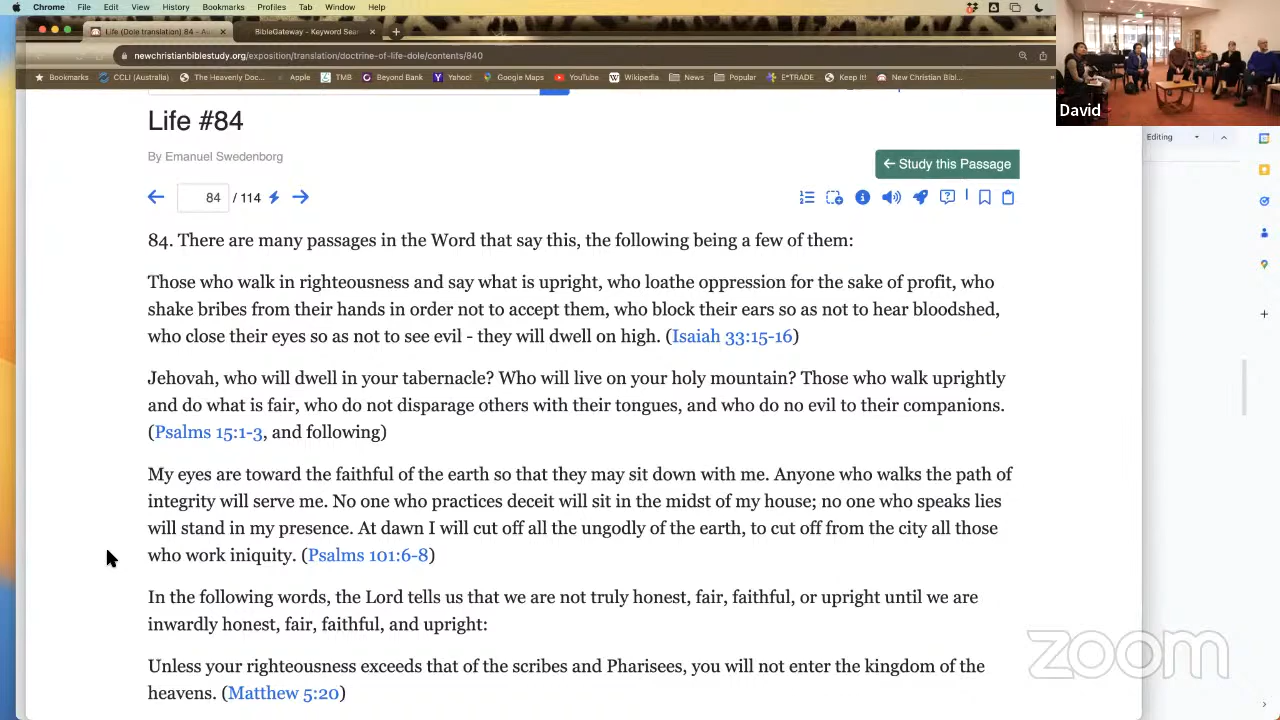 Chrome File Edit View History Bookmarks Profiles Tab Window Help
Life (Dole translation) 84 - A
BibleGateway - Keyword Sear
newchristianbiblestudy.org/exposition/translation/doctrine-of-life-dole/contents/840
Bookmarks CCLI (Australia) The Heavenly Doc... Apple TMB Beyond Bank Yahoo! Google Maps YouTube Wikipedia News Popular E*TRADE Keep It! New Christian Bibl...
David
Editing
Life #84
By Emanuel Swedenborg
← Study this Passage
84 / 114
84. There are many passages in the Word that say this, the following being a few of them:
Those who walk in righteousness and say what is upright, who loathe oppression for the sake of profit, who
shake bribes from their hands in order not to accept them, who block their ears so as not to hear bloodshed,
who close their eyes so as not to see evil - they will dwell on high. (Isaiah 33:15-16)
Jehovah, who will dwell in your tabernacle? Who will live on your holy mountain? Those who walk uprightly
and do what is fair, who do not disparage others with their tongues, and who do no evil to their companions.
(Psalms 15:1-3, and following)
My eyes are toward the faithful of the earth so that they may sit down with me. Anyone who walks the path of
integrity will serve me. No one who practices deceit will sit in the midst of my house; no one who speaks lies
will stand in my presence. At dawn I will cut off all the ungodly of the earth, to cut off from the city all those
who work iniquity. (Psalms 101:6-8)
In the following words, the Lord tells us that we are not truly honest, fair, faithful, or upright until we are
inwardly honest, fair, faithful, and upright:
Unless your righteousness exceeds that of the scribes and Pharisees, you will not enter the kingdom of the
heavens. (Matthew 5:20)
zoom